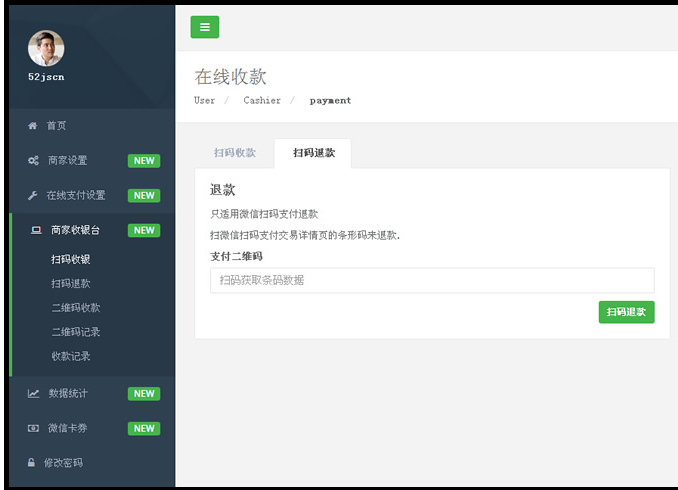 52jscn
首页
商家设置 NEW
在线支付设置 NEW
商家收银台 NEW
扫码收银
扫码退款
二维码收款
二维码记录
收款记录
数据统计 NEW
微信卡券 NEW
修改密码
在线收款
User / Cashier / payment
扫码收款 扫码退款
退款
只适用微信扫码支付退款
扫微信扫码支付交易详情页的条形码来退款.
支付二维码
扫码获取条码数据
扫码退款